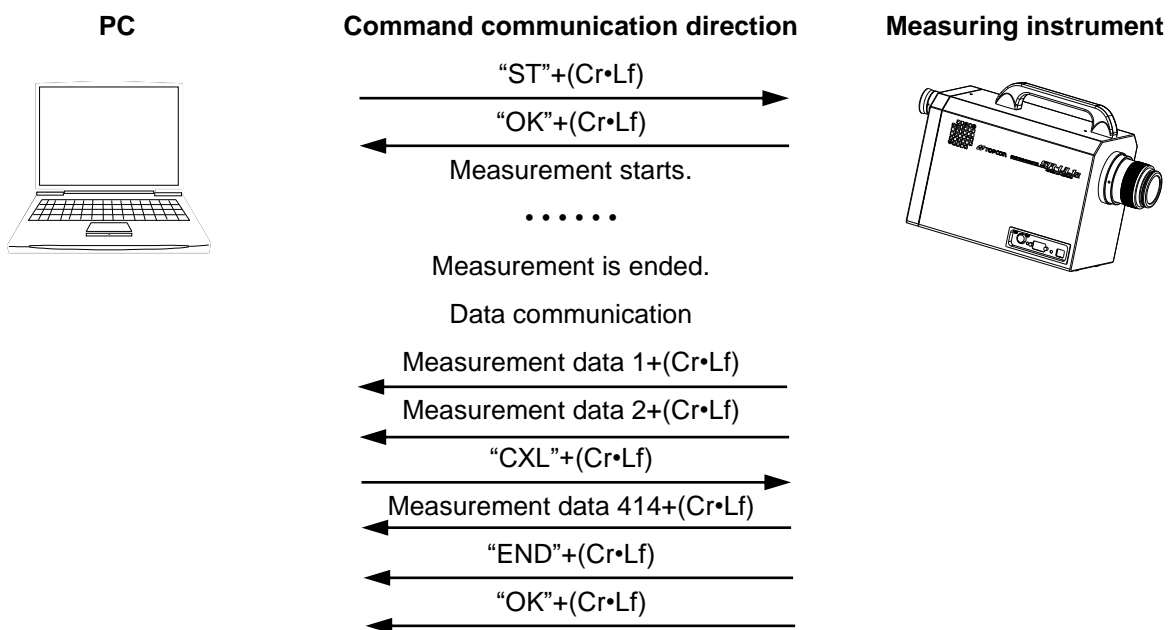 PC
Command communication direction
Measuring instrument
“ST”+(Cr•Lf)
“OK”+(Cr•Lf)
Measurement starts.
• • • • • •
Measurement is ended.
Data communication
Measurement data 1+(Cr•Lf)
Measurement data 2+(Cr•Lf)
“CXL”+(Cr•Lf)
Measurement data 414+(Cr•Lf)
“END”+(Cr•Lf)
“OK”+(Cr•Lf)
TOPCON